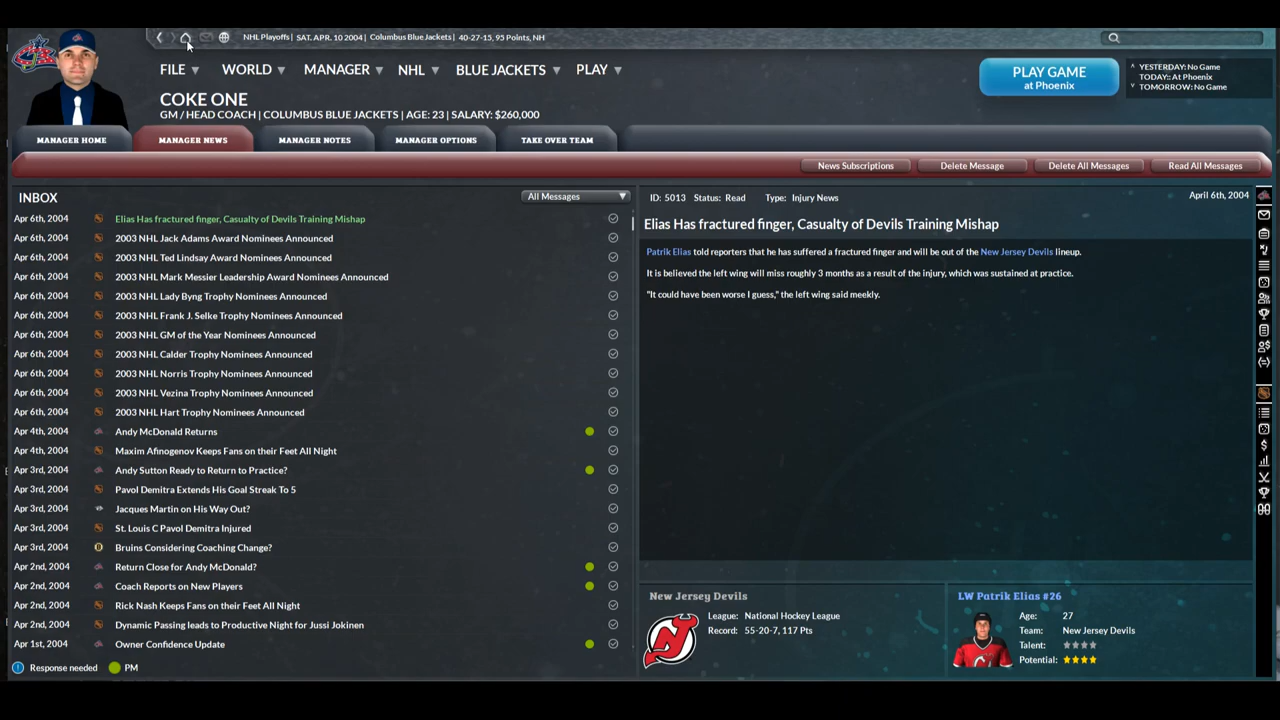 NHL Playoffs | SAT. APR. 10 2004 | Columbus Blue Jackets | 40-27-15, 95 Points, NH
FILE WORLD MANAGER NHL BLUE JACKETS PLAY
PLAY GAME
at Phoenix
YESTERDAY: No Game
TODAY:: At Phoenix
TOMORROW: No Game
COKE ONE
GM / HEAD COACH | COLUMBUS BLUE JACKETS | AGE: 23 | SALARY: $260,000
MANAGER HOME MANAGER NEWS MANAGER NOTES MANAGER OPTIONS TAKE OVER TEAM
News Subscriptions Delete Message Delete All Messages Read All Messages
INBOX All Messages
Apr 6th, 2004 Elias Has fractured finger, Casualty of Devils Training Mishap
Apr 6th, 2004 2003 NHL Jack Adams Award Nominees Announced
Apr 6th, 2004 2003 NHL Ted Lindsay Award Nominees Announced
Apr 6th, 2004 2003 NHL Mark Messier Leadership Award Nominees Announced
Apr 6th, 2004 2003 NHL Lady Byng Trophy Nominees Announced
Apr 6th, 2004 2003 NHL Frank J. Selke Trophy Nominees Announced
Apr 6th, 2004 2003 NHL GM of the Year Nominees Announced
Apr 6th, 2004 2003 NHL Calder Trophy Nominees Announced
Apr 6th, 2004 2003 NHL Norris Trophy Nominees Announced
Apr 6th, 2004 2003 NHL Vezina Trophy Nominees Announced
Apr 6th, 2004 2003 NHL Hart Trophy Nominees Announced
Apr 4th, 2004 Andy McDonald Returns
Apr 4th, 2004 Maxim Afinogenov Keeps Fans on their Feet All Night
Apr 3rd, 2004 Andy Sutton Ready to Return to Practice?
Apr 3rd, 2004 Pavol Demitra Extends His Goal Streak To 5
Apr 3rd, 2004 Jacques Martin on His Way Out?
Apr 3rd, 2004 St. Louis C Pavol Demitra Injured
Apr 3rd, 2004 Bruins Considering Coaching Change?
Apr 2nd, 2004 Return Close for Andy McDonald?
Apr 2nd, 2004 Coach Reports on New Players
Apr 2nd, 2004 Rick Nash Keeps Fans on their Feet All Night
Apr 2nd, 2004 Dynamic Passing leads to Productive Night for Jussi Jokinen
Apr 1st, 2004 Owner Confidence Update
Response needed PM
ID: 5013 Status: Read Type: Injury News April 6th, 2004
Elias Has fractured finger, Casualty of Devils Training Mishap
Patrik Elias told reporters that he has suffered a fractured finger and will be out of the New Jersey Devils lineup.
It is believed the left wing will miss roughly 3 months as a result of the injury, which was sustained at practice.
"It could have been worse I guess," the left wing said meekly.
New Jersey Devils
League: National Hockey League
Record: 55-20-7, 117 Pts
LW Patrik Elias #26
Age: 27
Team: New Jersey Devils
Talent:
Potential: